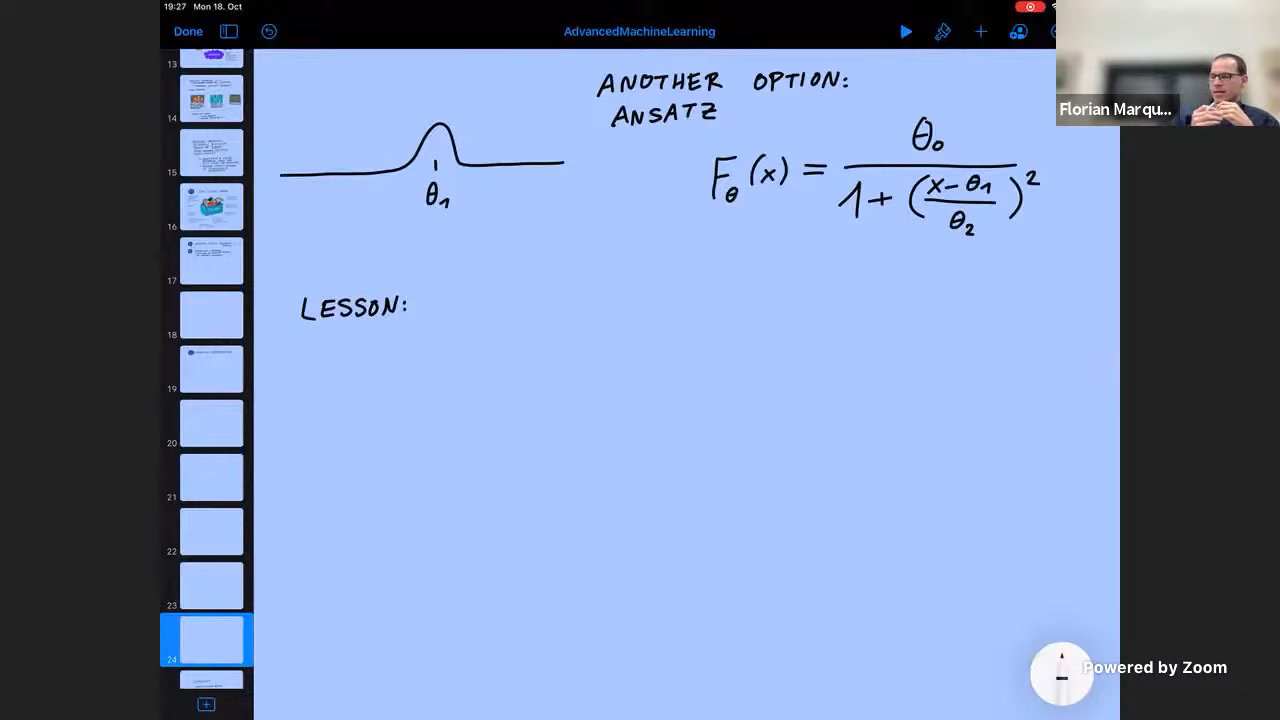 19:27 Mon 18. Oct
Done
AdvancedMachineLearning
Florian Marqu...
ANOTHER OPTION:
ANSATZ
θ₁
F_θ(x) = θ₀ / (1 + ((x - θ₁) / θ₂)²)
LESSON:
13
14
15
16
17
18
19
20
21
22
23
24
Powered by Zoom